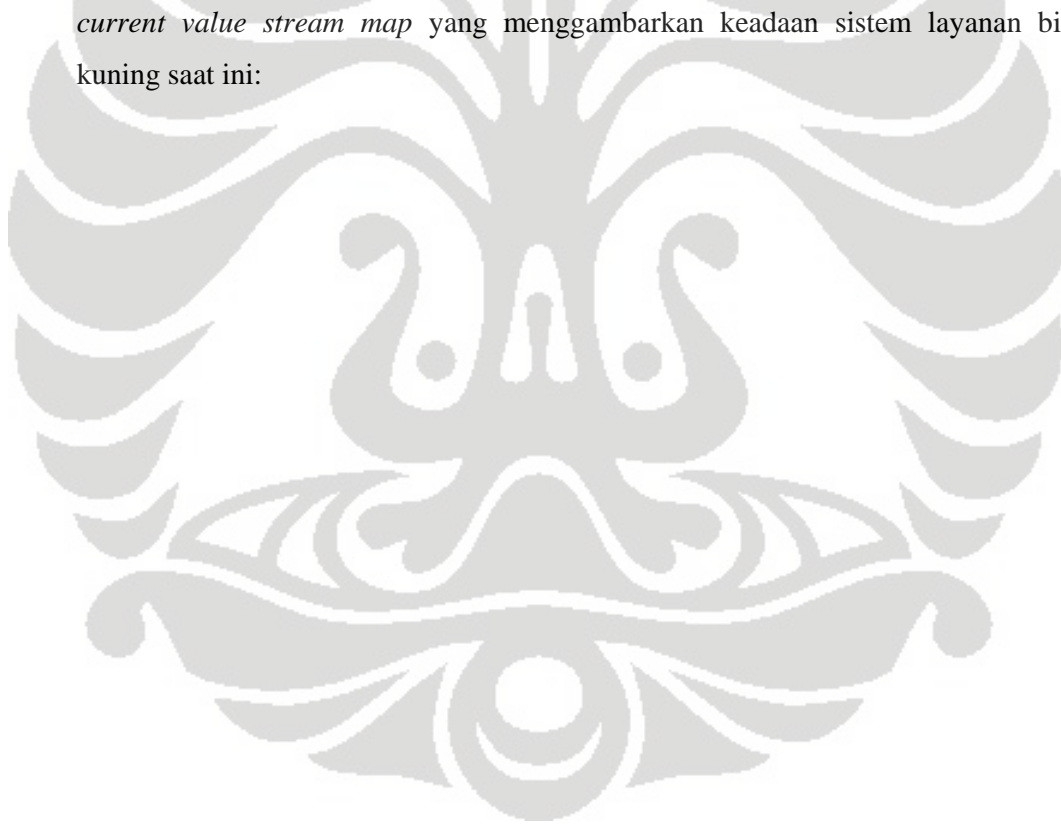 current value stream map yang menggambarkan keadaan sistem layanan bi
kuning saat ini: